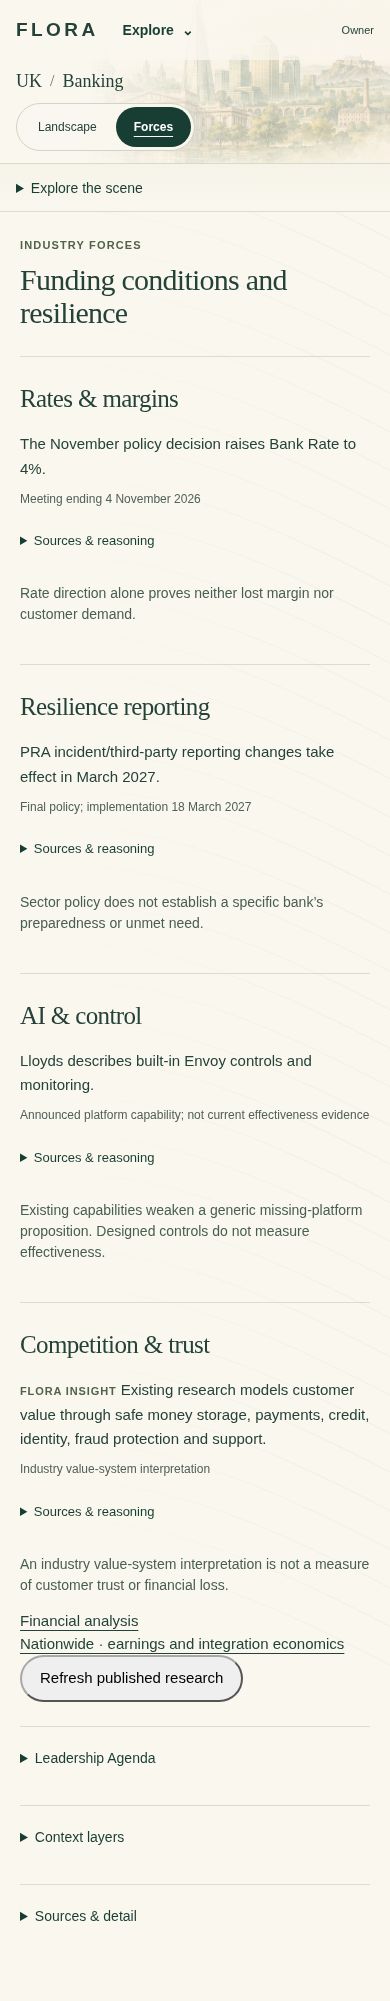 FLORA Explore Owner
UK / Banking
Landscape Forces
Explore the scene
INDUSTRY FORCES
Funding conditions and
resilience
Rates & margins
The November policy decision raises Bank Rate to
4%.
Meeting ending 4 November 2026
Sources & reasoning
Rate direction alone proves neither lost margin nor
customer demand.
Resilience reporting
PRA incident/third-party reporting changes take
effect in March 2027.
Final policy; implementation 18 March 2027
Sources & reasoning
Sector policy does not establish a specific bank's
preparedness or unmet need.
AI & control
Lloyds describes built-in Envoy controls and
monitoring.
Announced platform capability; not current effectiveness evidence
Sources & reasoning
Existing capabilities weaken a generic missing-platform
proposition. Designed controls do not measure
effectiveness.
Competition & trust
FLORA INSIGHT Existing research models customer
value through safe money storage, payments, credit,
identity, fraud protection and support.
Industry value-system interpretation
Sources & reasoning
An industry value-system interpretation is not a measure
of customer trust or financial loss.
Financial analysis
Nationwide · earnings and integration economics
Refresh published research
Leadership Agenda
Context layers
Sources & detail